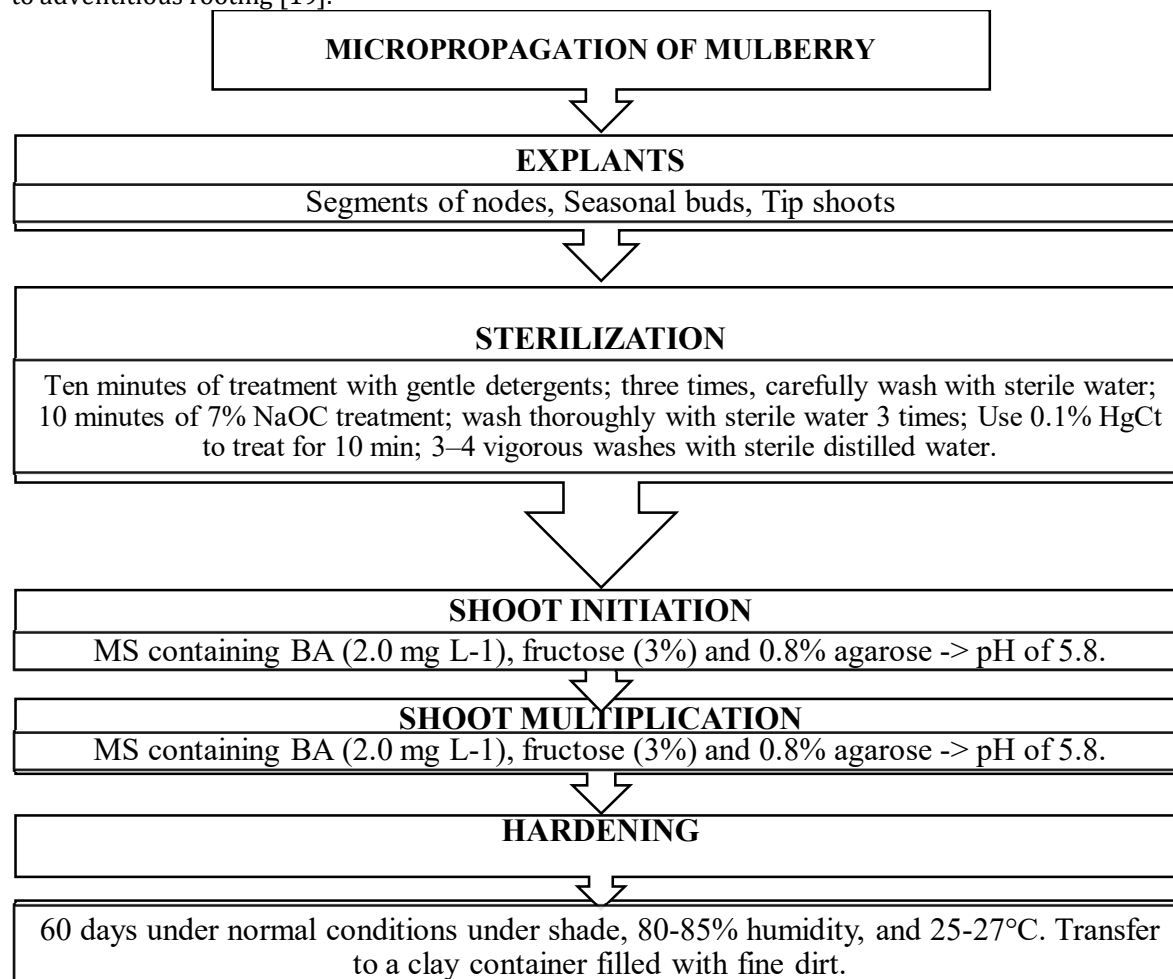 to adventitious rooting [19].
MICROPROPAGATION OF MULBERRY
EXPLANTS
Segments of nodes, Seasonal buds, Tip shoots
STERILIZATION
Ten minutes of treatment with gentle detergents; three times, carefully wash with sterile water;
10 minutes of 7% NaOC treatment; wash thoroughly with sterile water 3 times; Use 0.1% HgCt
to treat for 10 min; 3–4 vigorous washes with sterile distilled water.
SHOOT INITIATION
MS containing BA (2.0 mg L-1), fructose (3%) and 0.8% agarose -> pH of 5.8.
SHOOT MULTIPLICATION
MS containing BA (2.0 mg L-1), fructose (3%) and 0.8% agarose -> pH of 5.8.
HARDENING
60 days under normal conditions under shade, 80-85% humidity, and 25-27°C. Transfer
to a clay container filled with fine dirt.